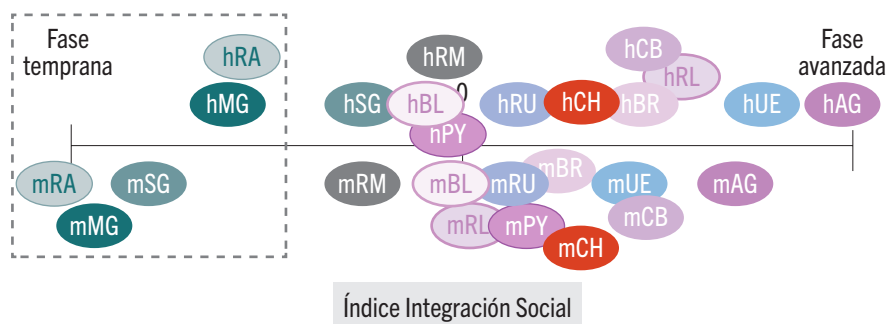 Fase
temprana
hRA
hMG
hRM
hSG
hBL
0
hPY
hRU
hCH
hBR
hCB
hRL
hUE
Fase
avanzada
hAG
mRA
mSG
mMG
mRM
mBL
mRU
mBR
mUE
mAG
mRL
mPY
mCB
mCH
Índice Integración Social